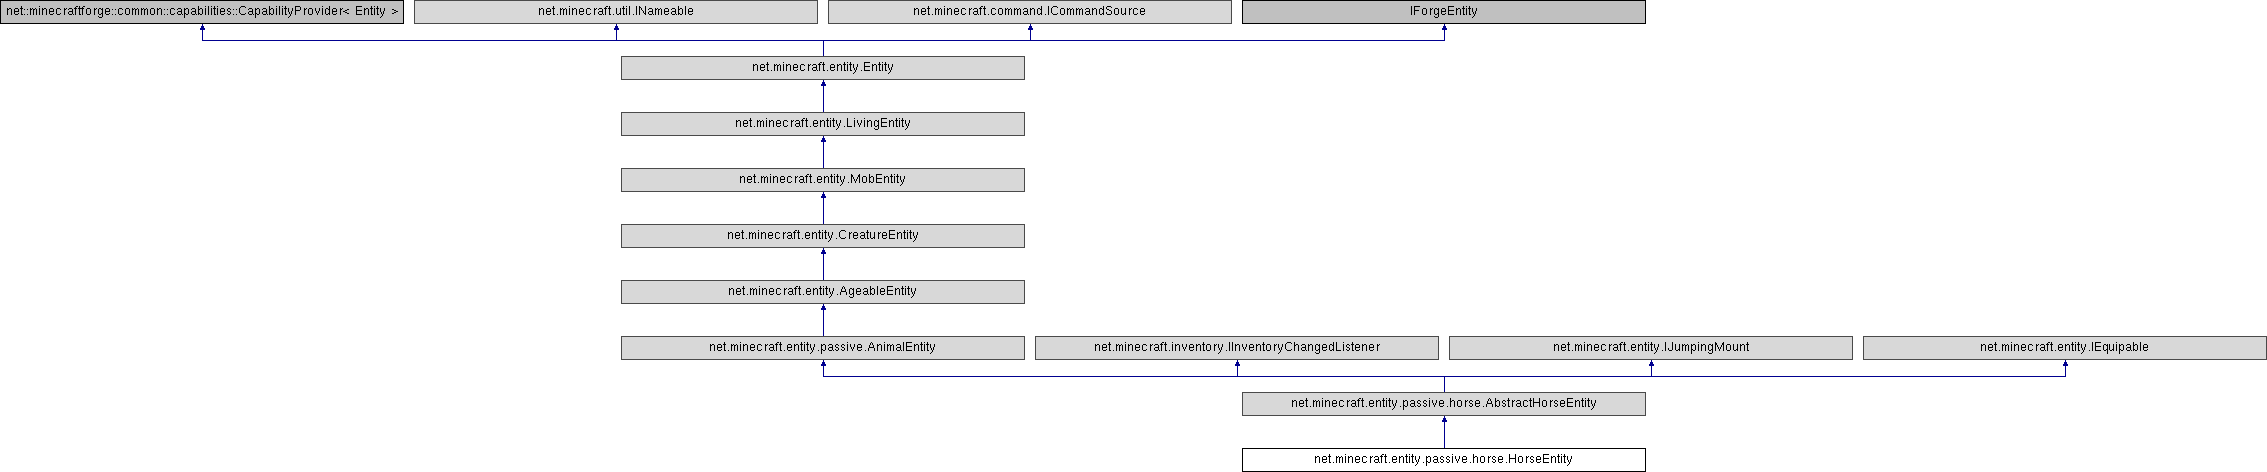 net::minecraftforge::common::capabilities::CapabilityProvider< Entity >
net.minecraft.util.INameable
net.minecraft.command.ICommandSource
IForgeEntity
net.minecraft.entity.Entity
net.minecraft.entity.LivingEntity
net.minecraft.entity.MobEntity
net.minecraft.entity.CreatureEntity
net.minecraft.entity.AgeableEntity
net.minecraft.entity.passive.AnimalEntity
net.minecraft.inventory.IInventoryChangedListener
net.minecraft.entity.IJumpingMount
net.minecraft.entity.IEquipable
net.minecraft.entity.passive.horse.AbstractHorseEntity
net.minecraft.entity.passive.horse.HorseEntity